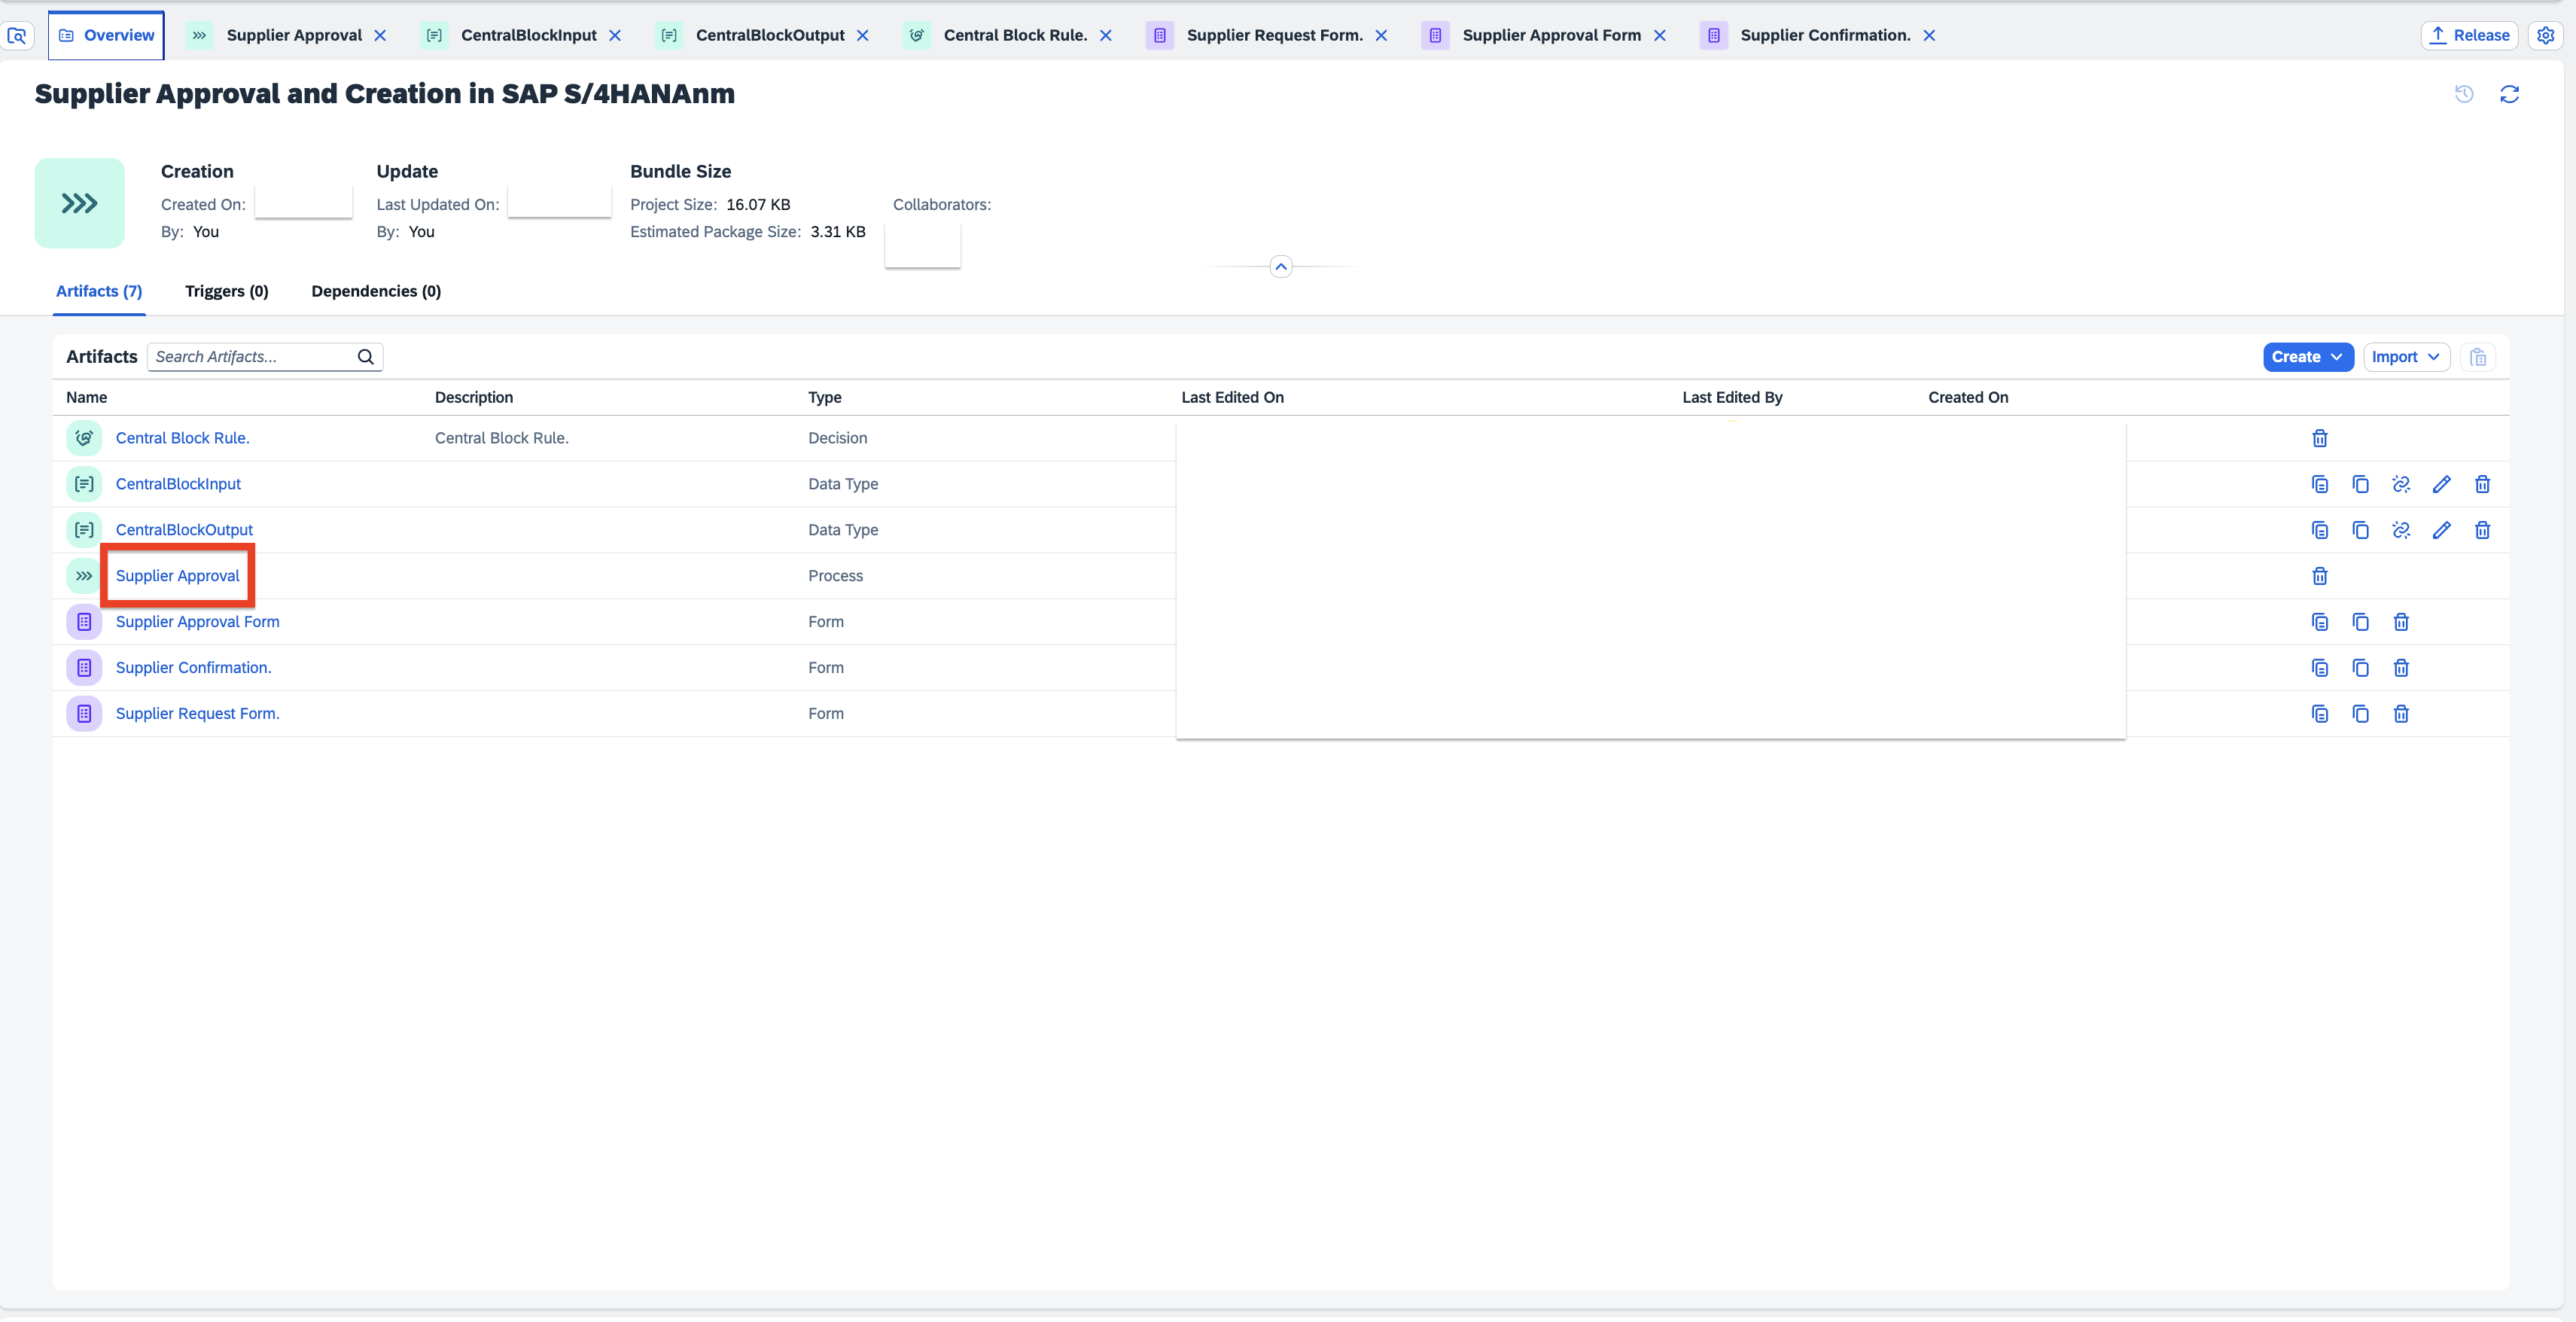 Overview Supplier Approval CentralBlockInput CentralBlockOutput Central Block Rule. Supplier Request Form. Supplier Approval Form Supplier Confirmation. Release
Supplier Approval and Creation in SAP S/4HANAnm
Creation Update Bundle Size
Created On: Last Updated On: Project Size: 16.07 KB Collaborators:
By: You By: You Estimated Package Size: 3.31 KB
Artifacts (7) Triggers (0) Dependencies (0)
Artifacts Search Artifacts... Create Import
Name Description Type Last Edited On Last Edited By Created On
Central Block Rule. Central Block Rule. Decision
CentralBlockInput Data Type
CentralBlockOutput Data Type
Supplier Approval Process
Supplier Approval Form Form
Supplier Confirmation. Form
Supplier Request Form. Form